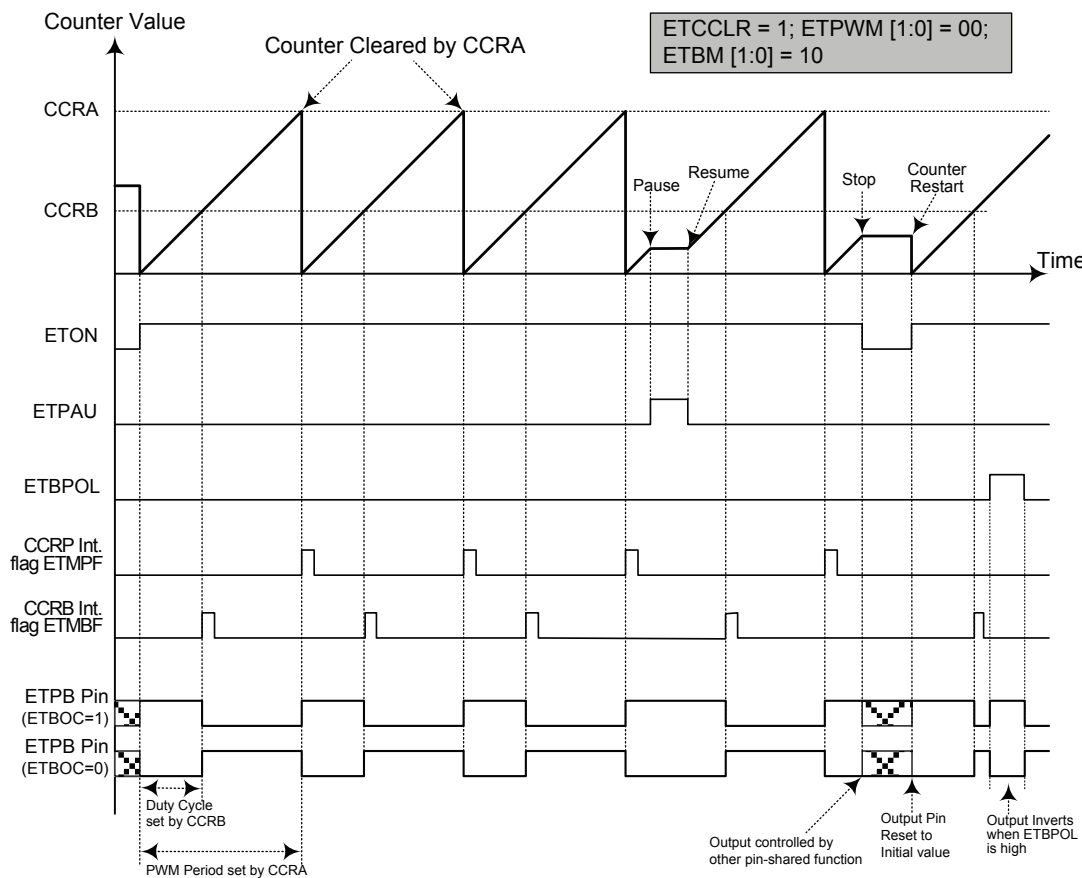 Counter Value
ETCCLR = 1; ETPWM [1:0] = 00;
ETBM [1:0] = 10
Counter Cleared by CCRA
CCRA
Pause
Resume
Stop
Counter
Restart
CCRB
Time
ETON
ETPAU
ETBPOL
CCRP Int.
flag ETMPF
CCRB Int.
flag ETMBF
ETPB Pin
(ETBOC=1)
ETPB Pin
(ETBOC=0)
Duty Cycle
set by CCRB
PWM Period set by CCRA
Output controlled by
other pin-shared function
Output Pin
Reset to
Initial value
Output Inverts
when ETBPOL
is high